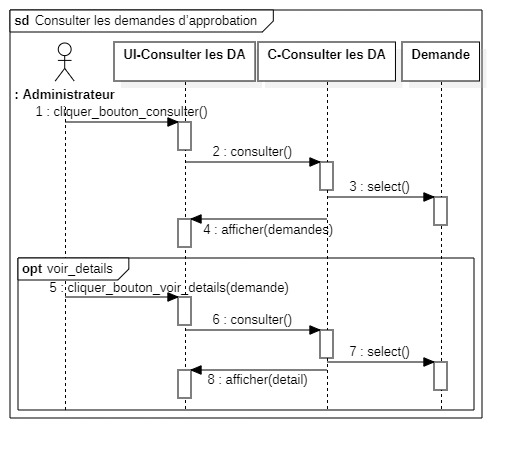 sd Consulter les demandes d'approbation
UI-Consulter les DA
C-Consulter les DA
Demande
: Administrateur
1 : cliquer_bouton_consulter()
2 : consulter()
3 : select()
4 : afficher(demandes)
opt voir_details
5 : cliquer_bouton_voir_details(demande)
6 : consulter()
7 : select()
8 : afficher(detail)